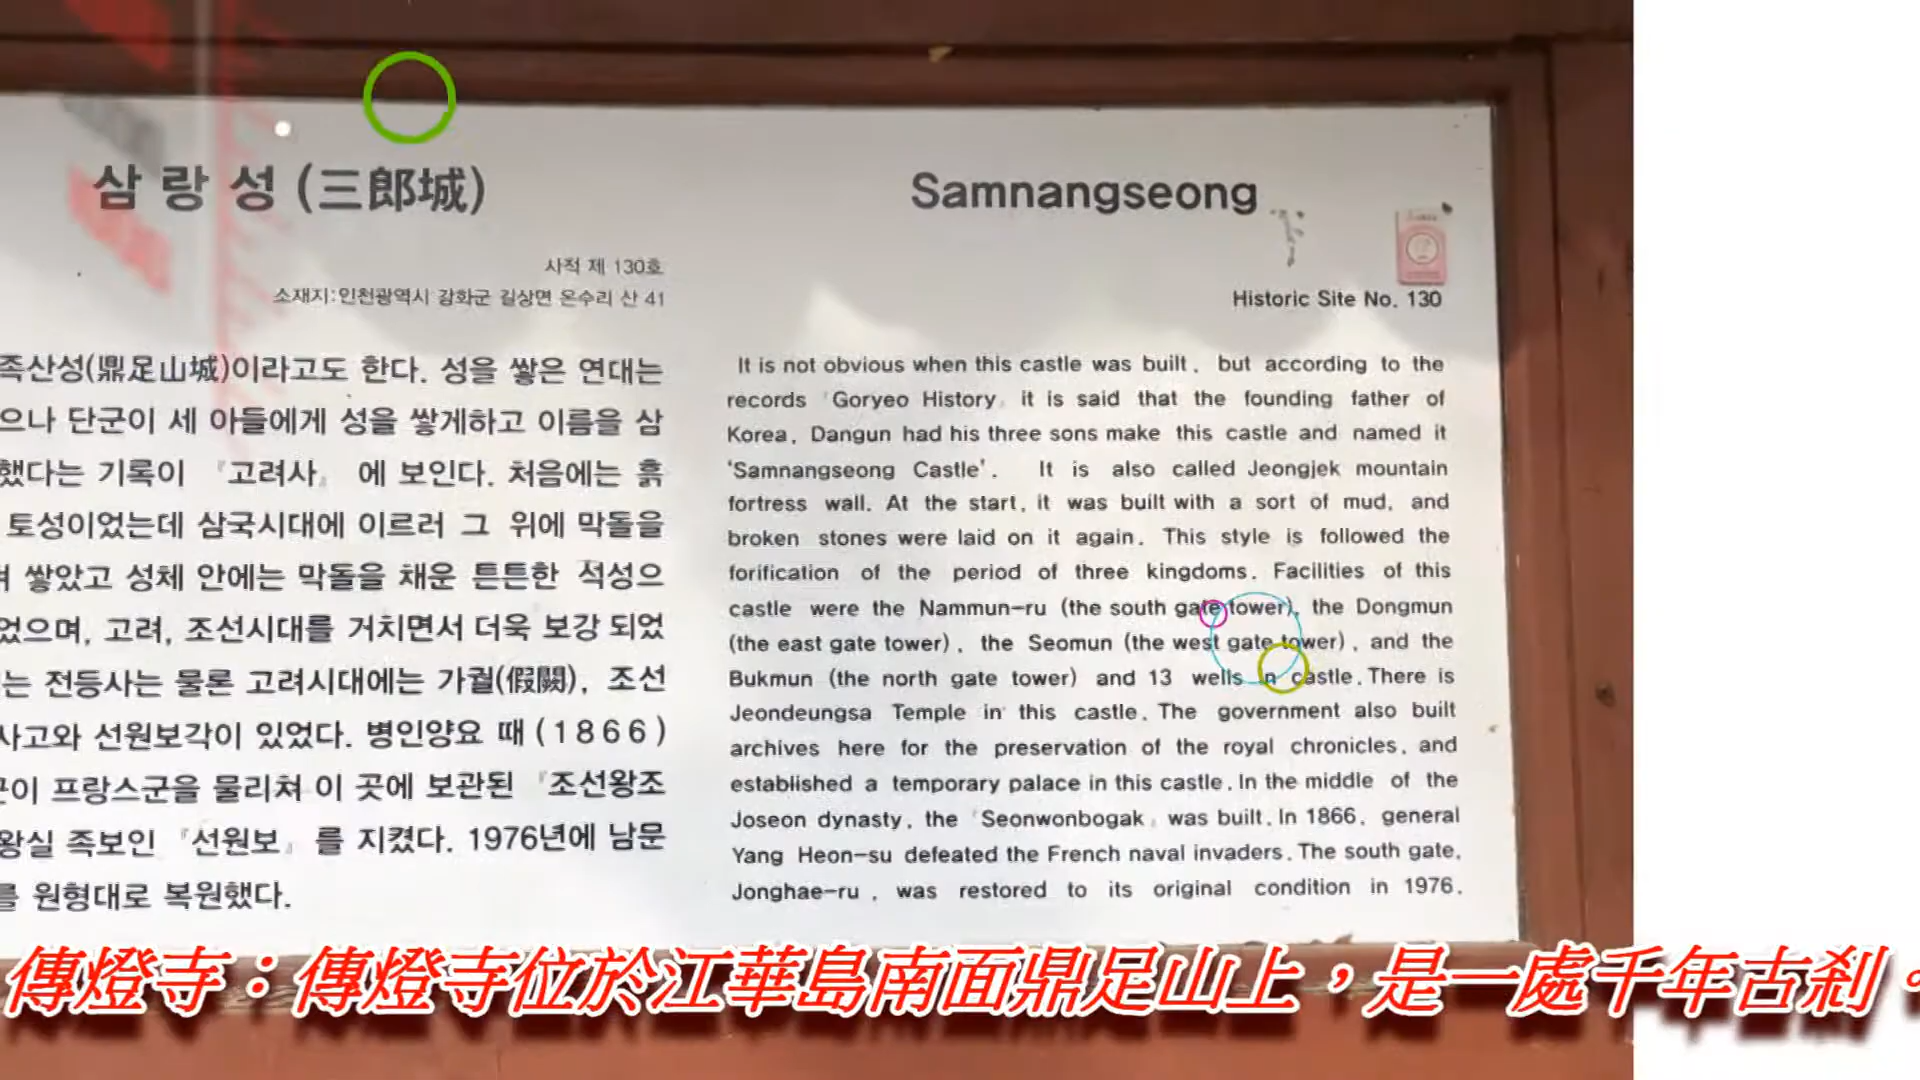 삼 랑 성 (三郎城)
사적 제 130호
소재지:인천광역시 강화군 길상면 온수리 산 41
족산성(鼎足山城)이라고도 한다. 성을 쌓은 연대는
으나 단군이 세 아들에게 성을 쌓게하고 이름을 삼
했다는 기록이 『고려사』 에 보인다. 처음에는 흙
토성이었는데 삼국시대에 이르러 그 위에 막돌을
쌓았고 성체 안에는 막돌을 채운 튼튼한 석성으
었으며, 고려, 조선시대를 거치면서 더욱 보강 되었
는 전등사는 물론 고려시대에는 가궐(假闕), 조선
사고와 선원보각이 있었다. 병인양요 때 (1866)
군이 프랑스군을 물리쳐 이 곳에 보관된 『조선왕조
왕실 족보인 『선원보』 를 지켰다. 1976년에 남문
를 원형대로 복원했다.
Samnangseong
Historic Site No. 130
It is not obvious when this castle was built, but according to the
records 『Goryeo History』 it is said that the founding father of
Korea, Dangun had his three sons make this castle and named it
'Samnangseong Castle'. It is also called Jeongjek mountain
fortress wall. At the start, it was built with a sort of mud, and
broken stones were laid on it again. This style is followed the
forification of the period of three kingdoms. Facilities of this
castle were the Nammun-ru (the south gate tower), the Dongmun
(the east gate tower), the Seomun (the west gate tower), and the
Bukmun (the north gate tower) and 13 wells in castle. There is
Jeondeungsa Temple in this castle. The government also built
archives here for the preservation of the royal chronicles, and
established a temporary palace in this castle. In the middle of the
Joseon dynasty, the 『Seonwonbogak』 was built. In 1866, general
Yang Heon-su defeated the French naval invaders. The south gate,
Jonghae-ru, was restored to its original condition in 1976.
傳燈寺：傳燈寺位於江華島南面鼎足山上，是一處千年古剎。